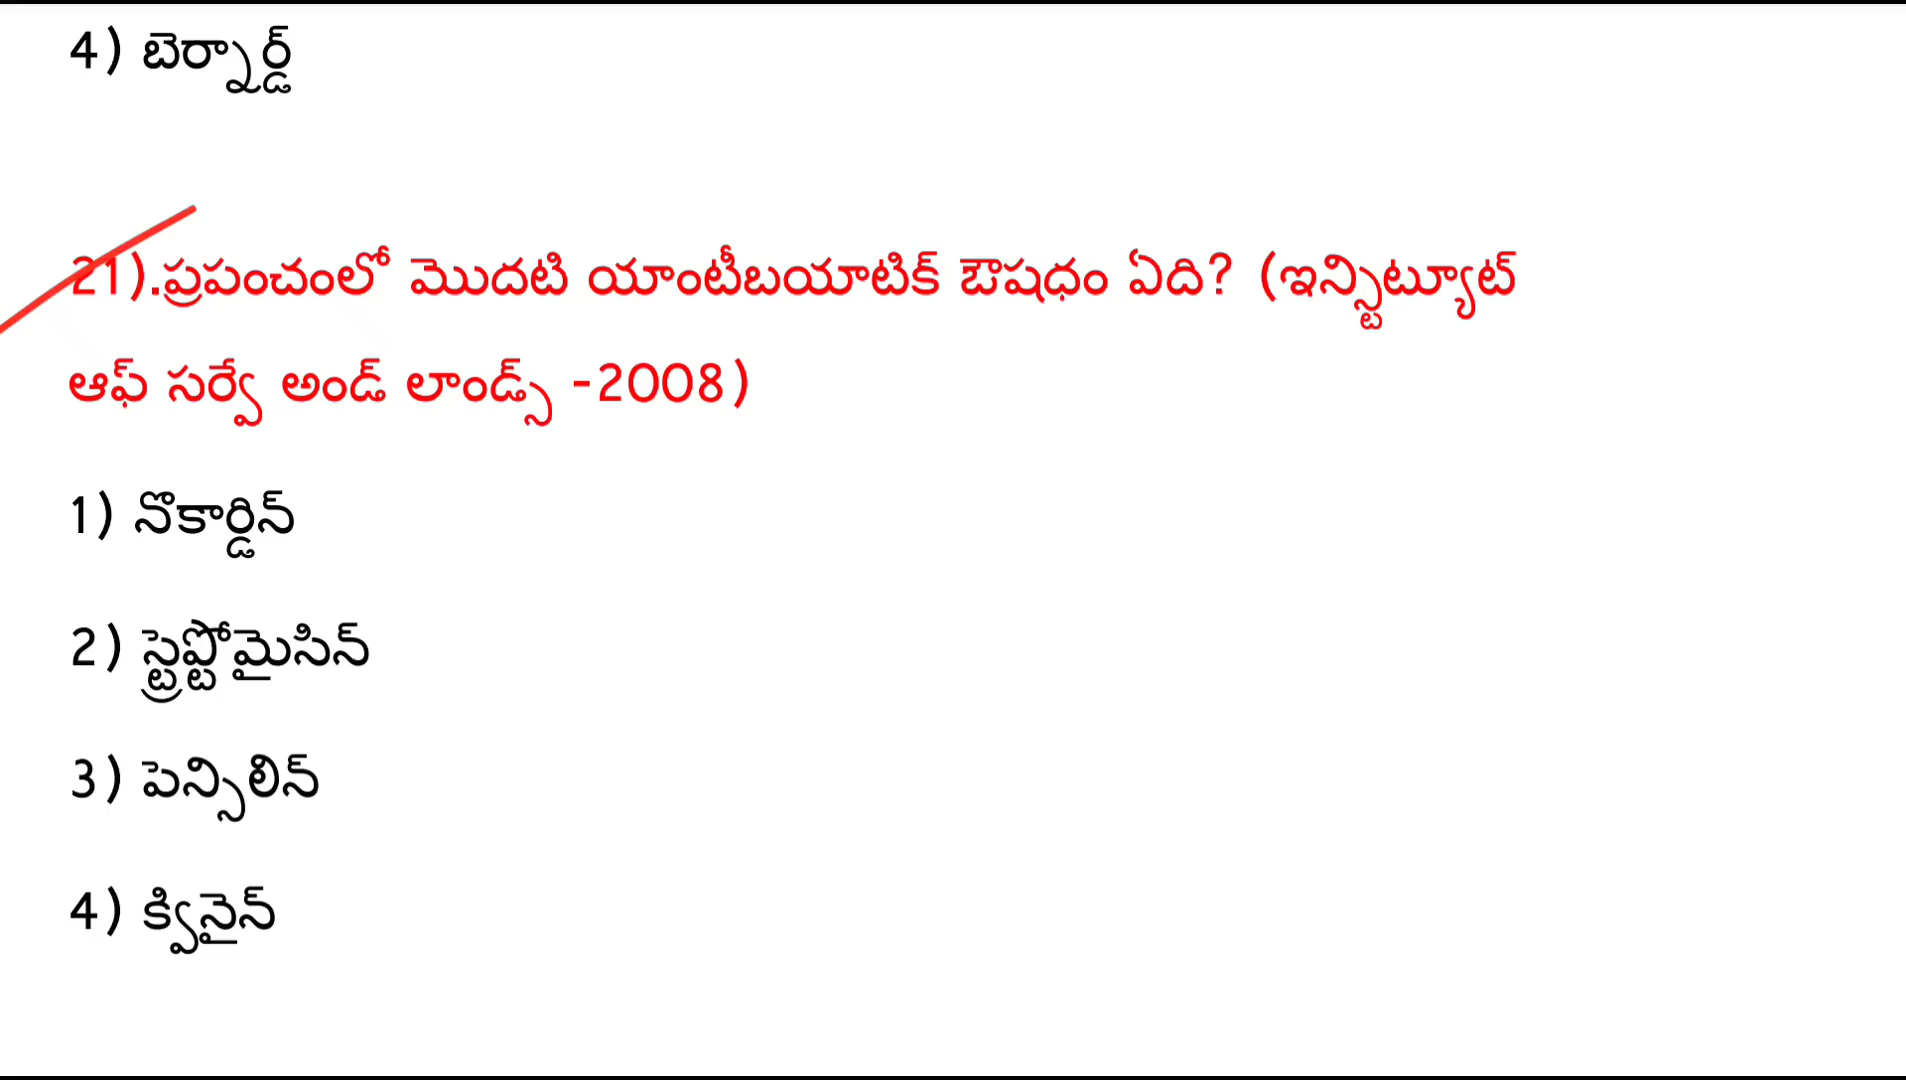 4) బెర్నార్డ్
21).ప్రపంచంలో మొదటి యాంటీబయాటిక్ ఔషధం ఏది? (ఇన్స్టిట్యూట్
ఆఫ్ సర్వే అండ్ లాండ్స్ -2008)
1) నొకార్డిన్
2) స్ట్రెప్టోమైసిన్
3) పెన్సిలిన్
4) క్వినైన్